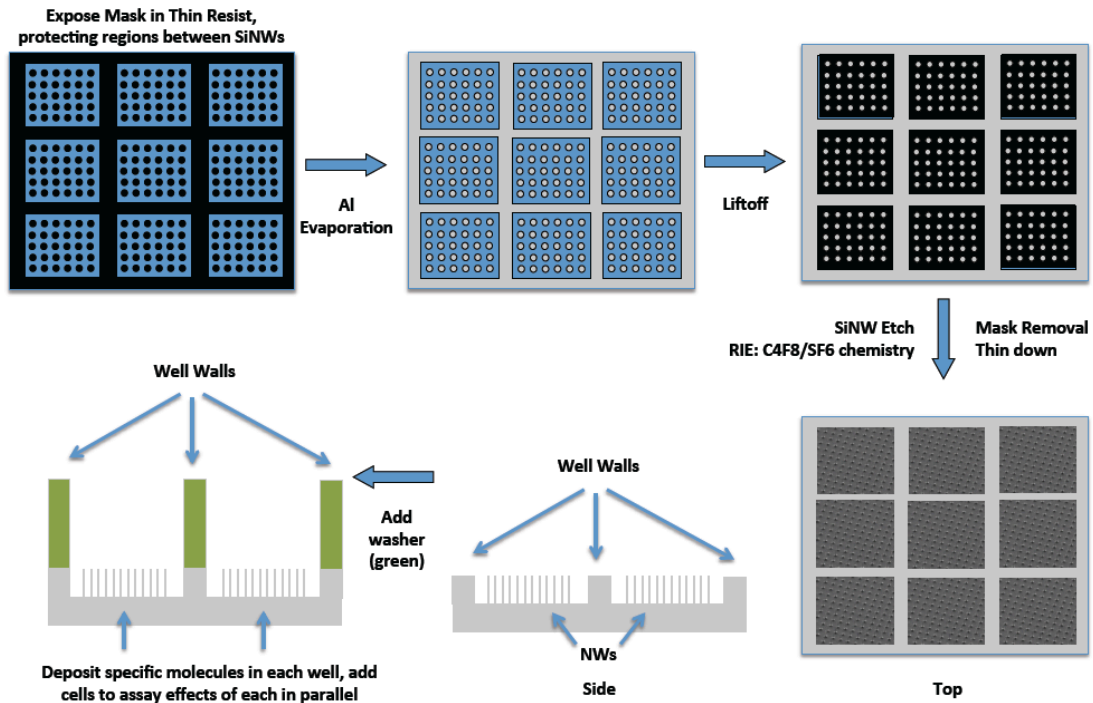 Expose Mask in Thin Resist,
protecting regions between SiNWs
Al
Evaporation
Liftoff
SiNW Etch
RIE: C4F8/SF6 chemistry
Mask Removal
Thin down
Well Walls
Add
washer
(green)
Well Walls
NWs
Deposit specific molecules in each well, add
cells to assay effects of each in parallel
Side
Top